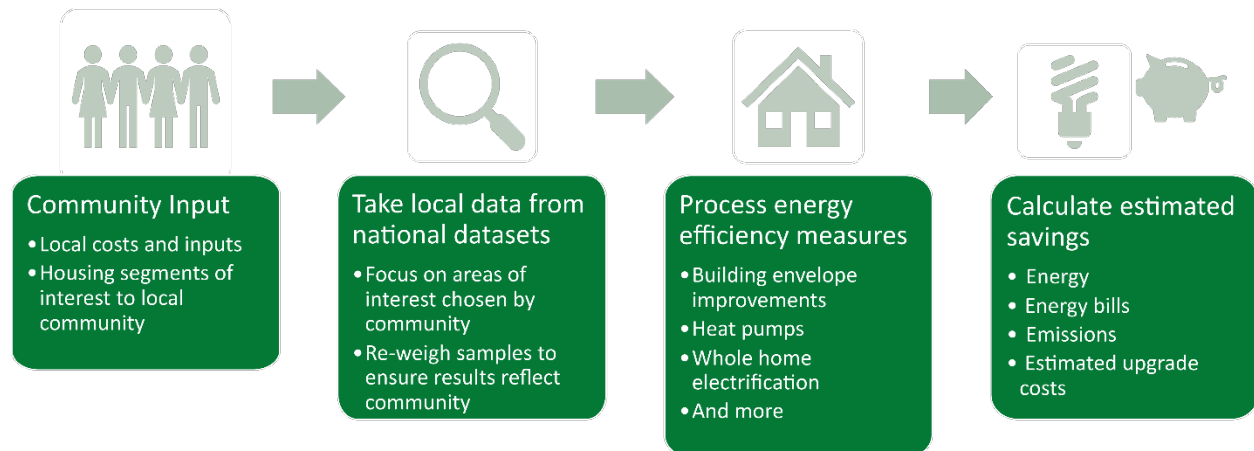 Community Input
•Local costs and inputs
•Housing segments of
interest to local
community
Take local data from
national datasets
•Focus on areas of
interest chosen by
community
•Re-weigh samples to
ensure results reflect
community
Process energy
efficiency measures
•Building envelope
improvements
•Heat pumps
•Whole home
electrification
•And more
Calculate estimated
savings
• Energy
• Energy bills
• Emissions
• Estimated upgrade
costs